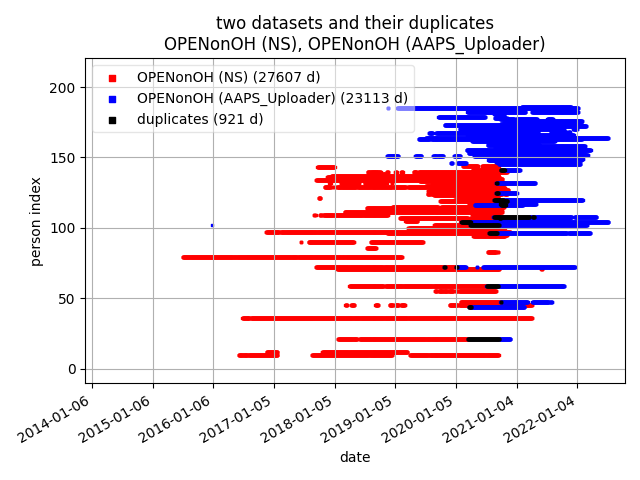 two datasets and their duplicates
OPENonOH (NS), OPENonOH (AAPS_Uploader)
OPENonOH (NS) (27607 d)
OPENonOH (AAPS_Uploader) (23113 d)
duplicates (921 d)
person index
200
150
100
50
0
2014-01-06
2015-01-06
2016-01-06
2017-01-05
2018-01-05
2019-01-05
2020-01-05
2021-01-04
2022-01-04
date